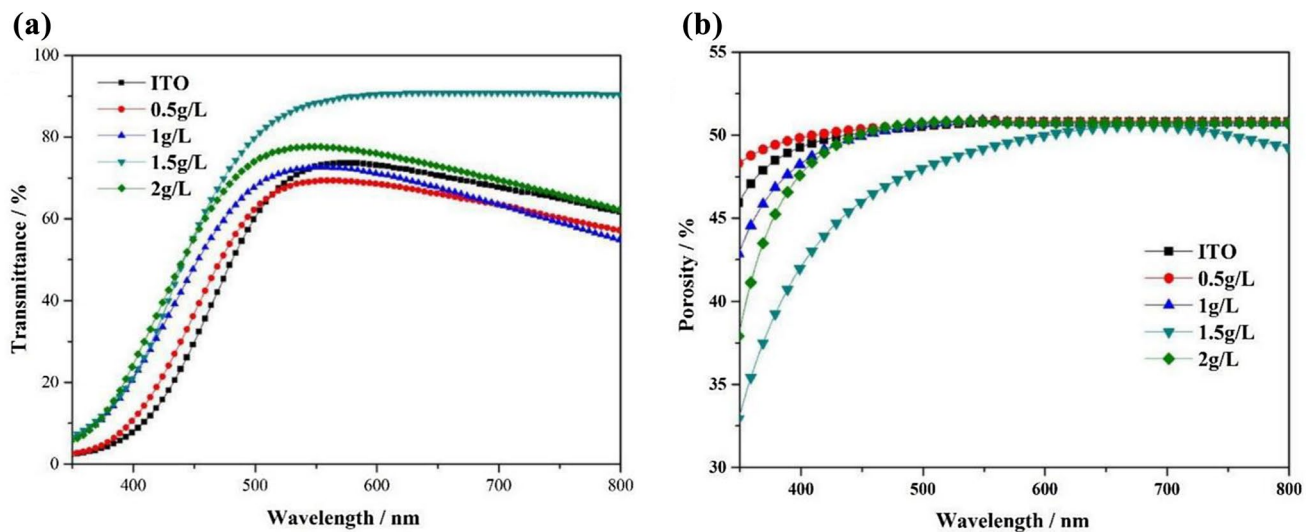 (a)
100
80
60
40
20
0
Transmittance / %
ITO
0.5g/L
1g/L
1.5g/L
2g/L
400 500 600 700 800
Wavelength / nm
(b)
55
50
45
40
35
30
Porosity / %
ITO
0.5g/L
1g/L
1.5g/L
2g/L
400 500 600 700 800
Wavelength / nm